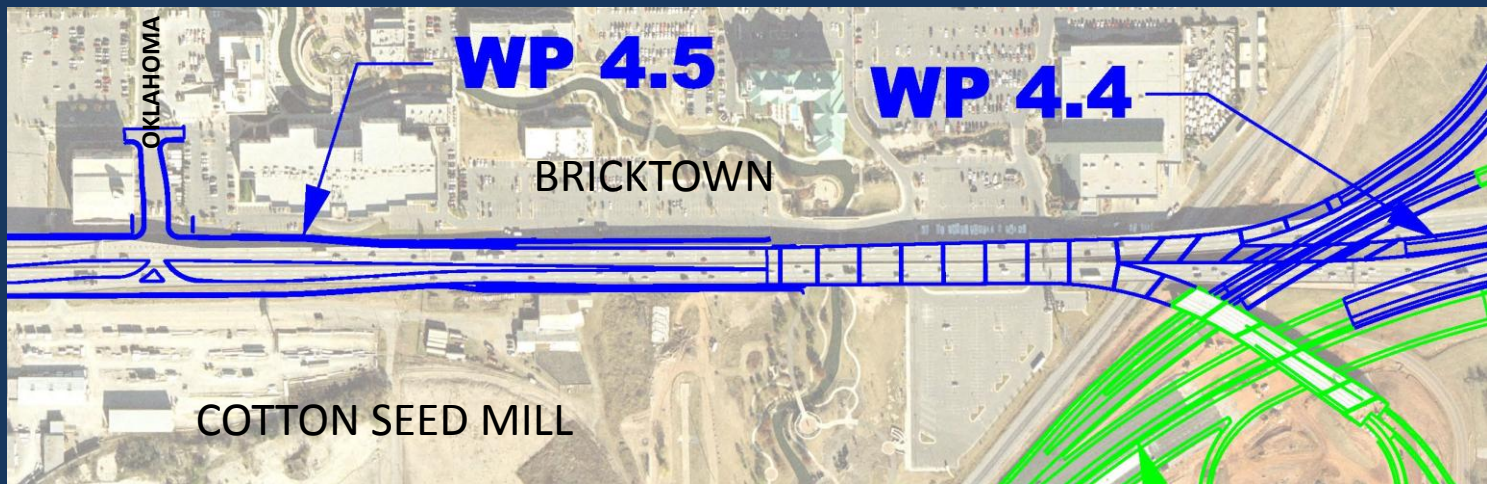 OKLAHOMA
WP 4.5
WP 4.4
BRICKTOWN
COTTON SEED MILL